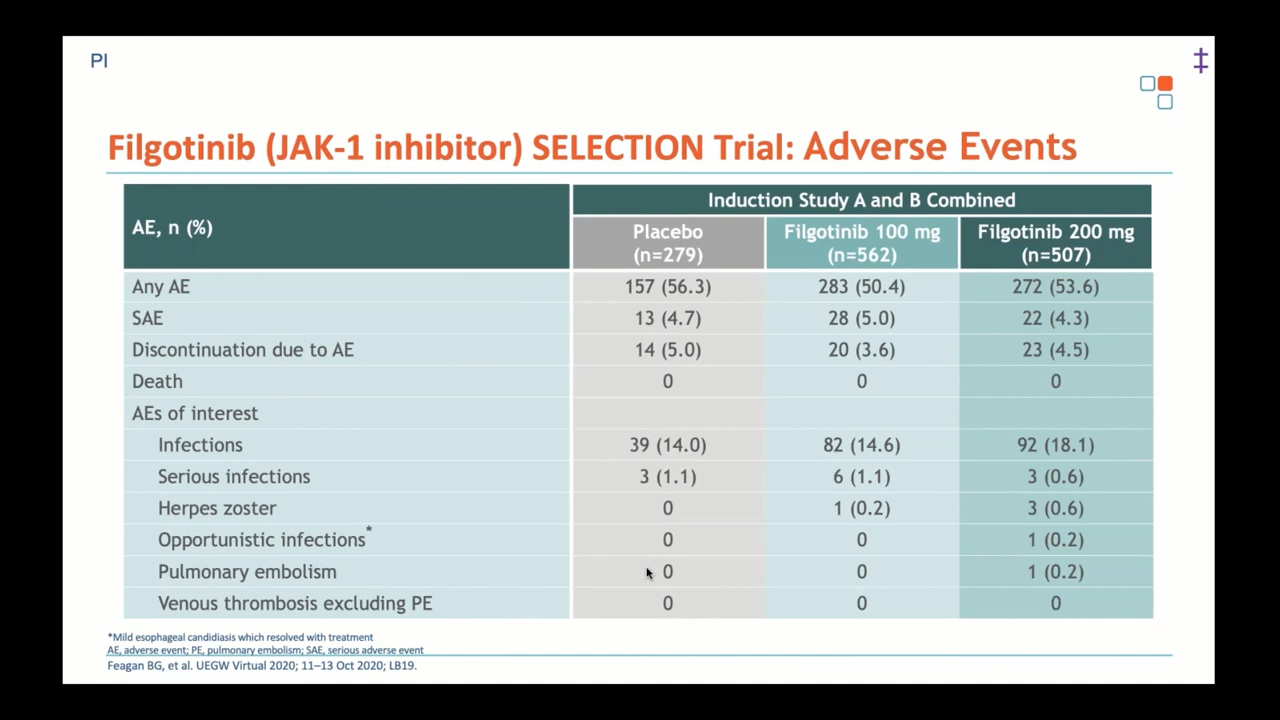 PI
‡
Filgotinib (JAK-1 inhibitor) SELECTION Trial: Adverse Events
AE, n (%)
Induction Study A and B Combined
Placebo (n=279)
Filgotinib 100 mg (n=562)
Filgotinib 200 mg (n=507)
Any AE 157 (56.3) 283 (50.4) 272 (53.6)
SAE 13 (4.7) 28 (5.0) 22 (4.3)
Discontinuation due to AE 14 (5.0) 20 (3.6) 23 (4.5)
Death 0 0 0
AEs of interest
Infections 39 (14.0) 82 (14.6) 92 (18.1)
Serious infections 3 (1.1) 6 (1.1) 3 (0.6)
Herpes zoster 0 1 (0.2) 3 (0.6)
Opportunistic infections* 0 0 1 (0.2)
Pulmonary embolism 0 0 1 (0.2)
Venous thrombosis excluding PE 0 0 0
*Mild esophageal candidiasis which resolved with treatment
AE, adverse event; PE, pulmonary embolism; SAE, serious adverse event
Feagan BG, et al. UEGW Virtual 2020; 11–13 Oct 2020; LB19.